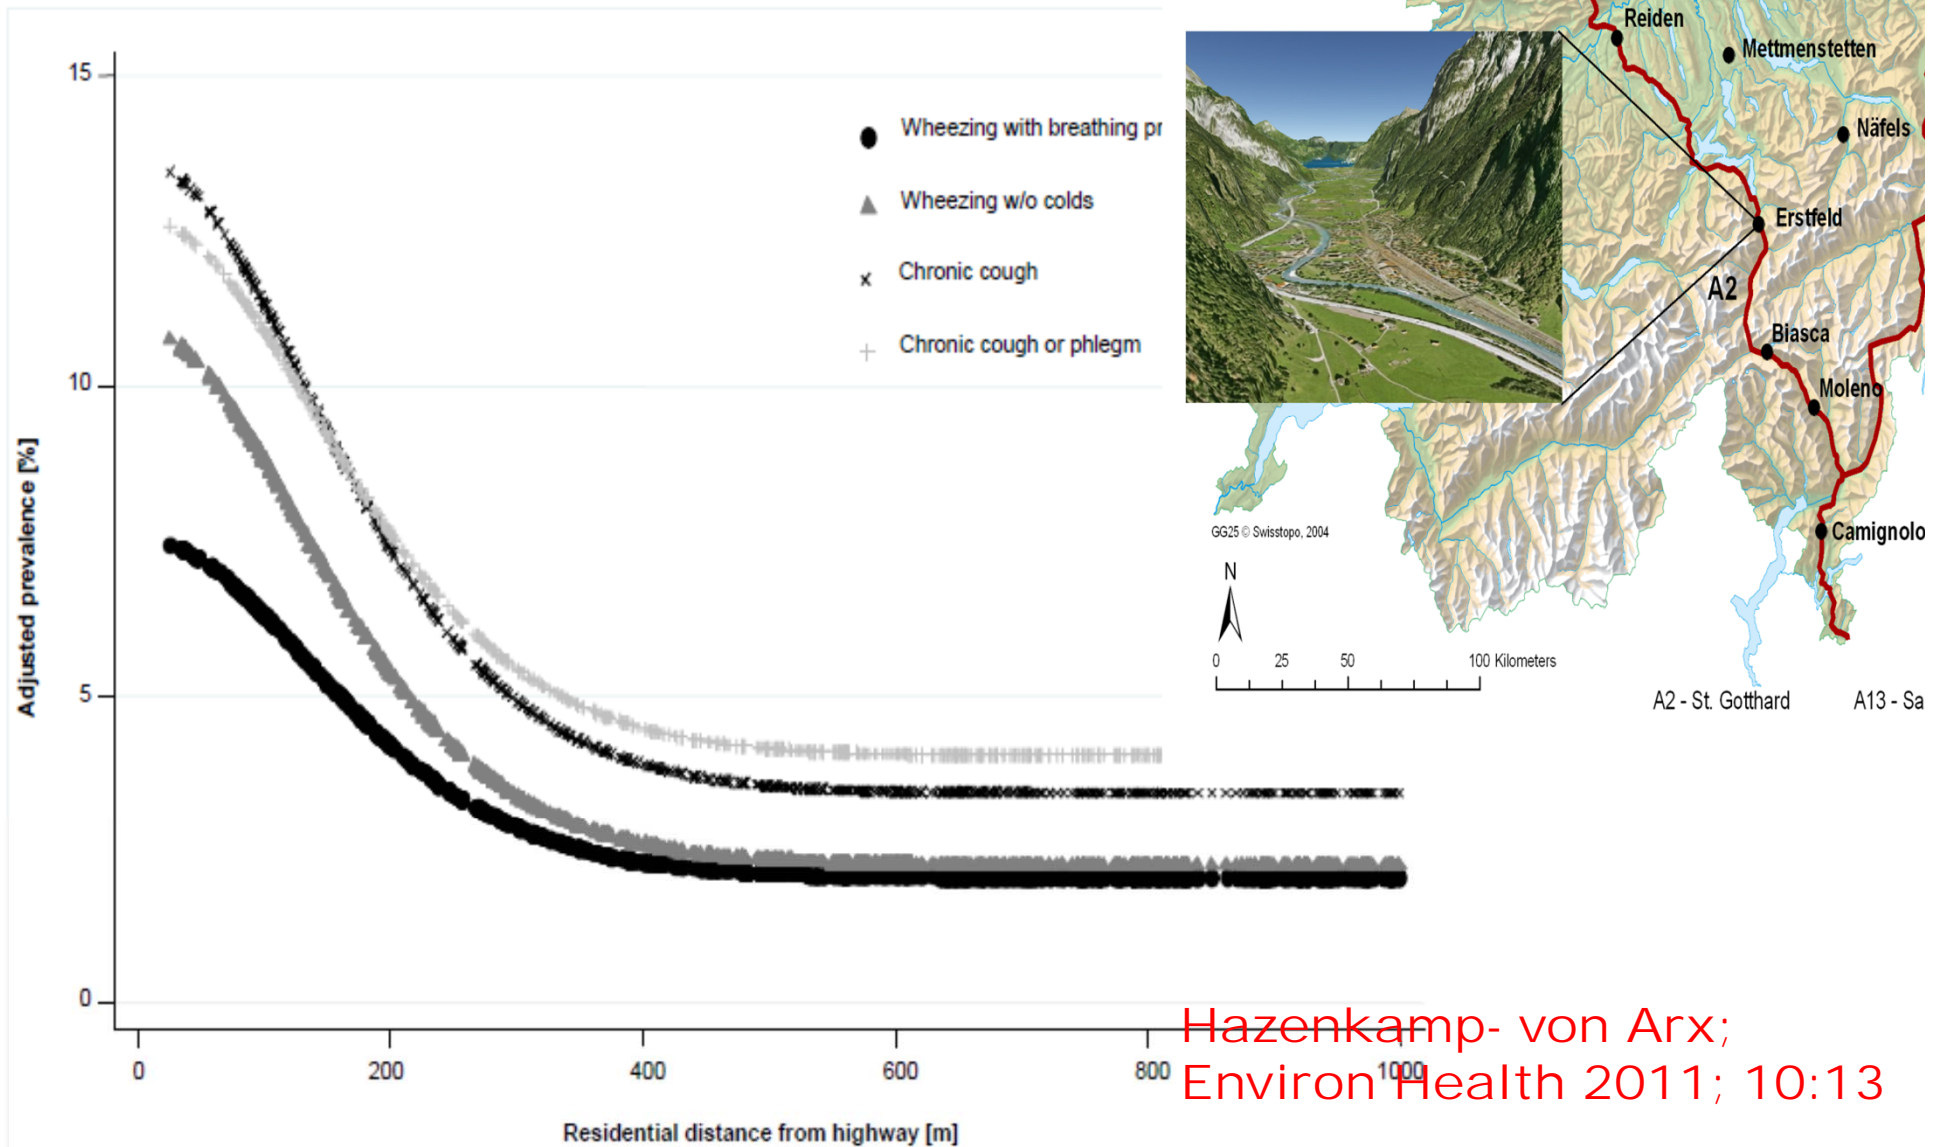 15
10
5
0
Adjusted prevalence [%]
Wheezing with breathing pr
Wheezing w/o colds
Chronic cough
Chronic cough or phlegm
0 200 400 600 800 1000
Residential distance from highway [m]
Reiden
Mettmenstetten
Näfels
Erstfeld
A2
Biasca
Moleno
Camignolo
GG25 © Swisstopo, 2004
N
0 25 50 100 Kilometers
A2 - St. Gotthard A13 - Sa
Hazenkamp- von Arx;
Environ Health 2011; 10:13